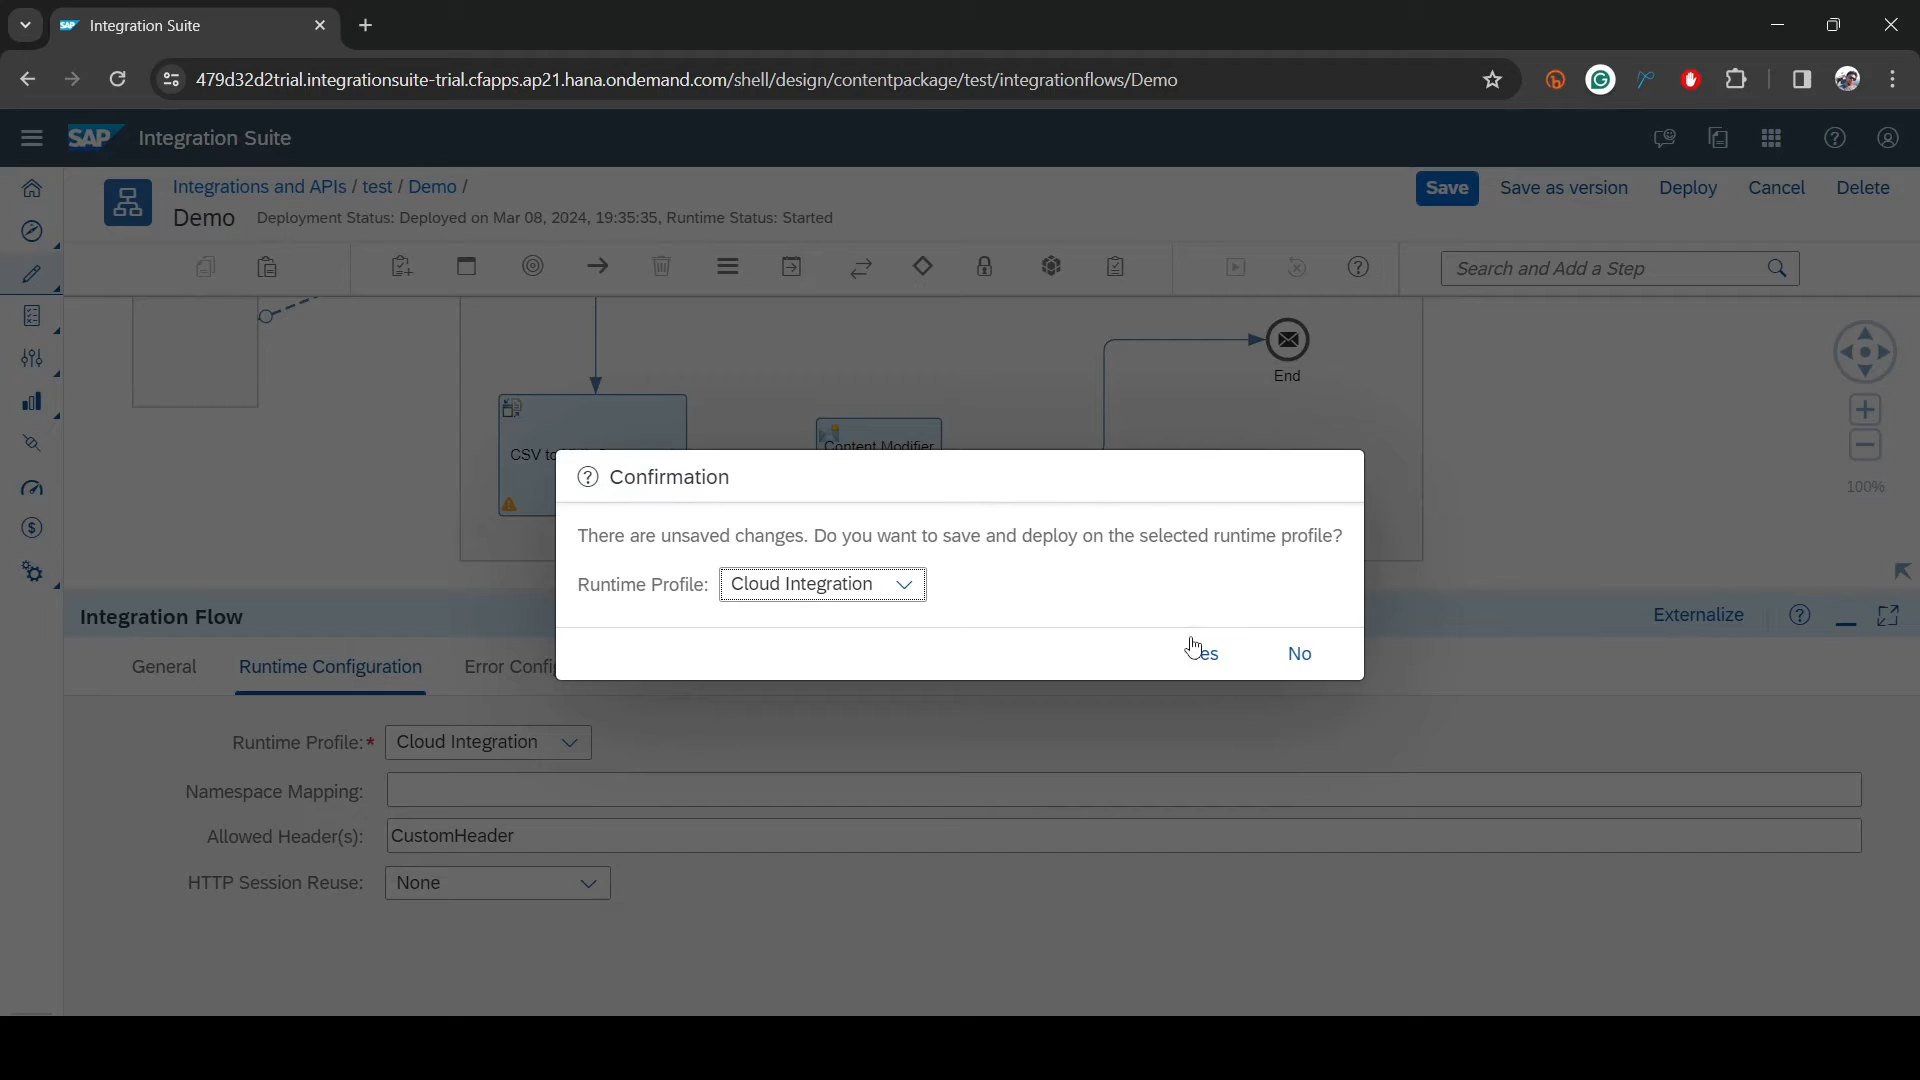 Integration Suite
479d32d2trial.integrationsuite-trial.cfapps.ap21.hana.ondemand.com/shell/design/contentpackage/test/integrationflows/Demo
SAP Integration Suite
Integrations and APIs / test / Demo /
Demo Deployment Status: Deployed on Mar 08, 2024, 19:35:35, Runtime Status: Started
Save Save as version Deploy Cancel Delete
Search and Add a Step
End
Content Modifier
CSV to
100%
Confirmation
There are unsaved changes. Do you want to save and deploy on the selected runtime profile?
Runtime Profile: Cloud Integration
No
Integration Flow
Externalize
General Runtime Configuration Error Confi
Runtime Profile:* Cloud Integration
Namespace Mapping:
Allowed Header(s): CustomHeader
HTTP Session Reuse: None